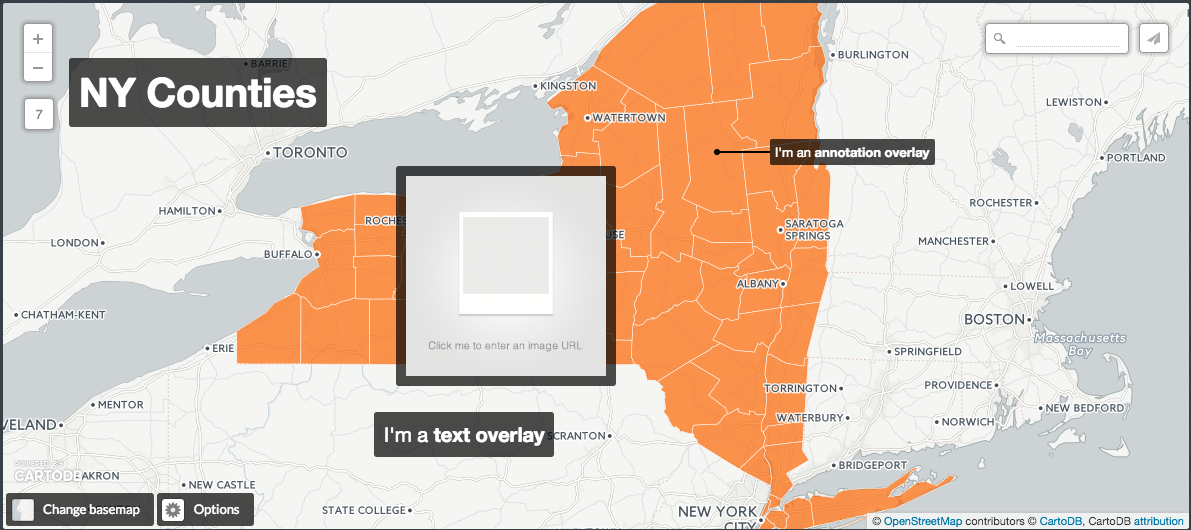 +
−
7
BARRIE
NY Counties
KINGSTON
WATERTOWN
BURLINGTON
LEWISTON
TORONTO
I'm an annotation overlay
PORTLAND
HAMILTON
ROCHES
USE
SARATOGA
SPRINGS
ROCHESTER
LONDON
BUFFALO
MANCHESTER
ALBANY
LOWELL
CHATHAM-KENT
BOSTON
Massachusetts
Bay
ERIE
Click me to enter an image URL
SPRINGFIELD
TORRINGTON
PROVIDENCE
MENTOR
WATERBURY
NEW BEDFORD
VELAND
I'm a text overlay
SCRANTON
NORWICH
POWERED BY
CARTODB
AKRON
BRIDGEPORT
NEW CASTLE
Change basemap
Options
STATE COLLEGE
NEW YORK
CITY
© OpenStreetMap contributors © CartoDB, CartoDB attribution